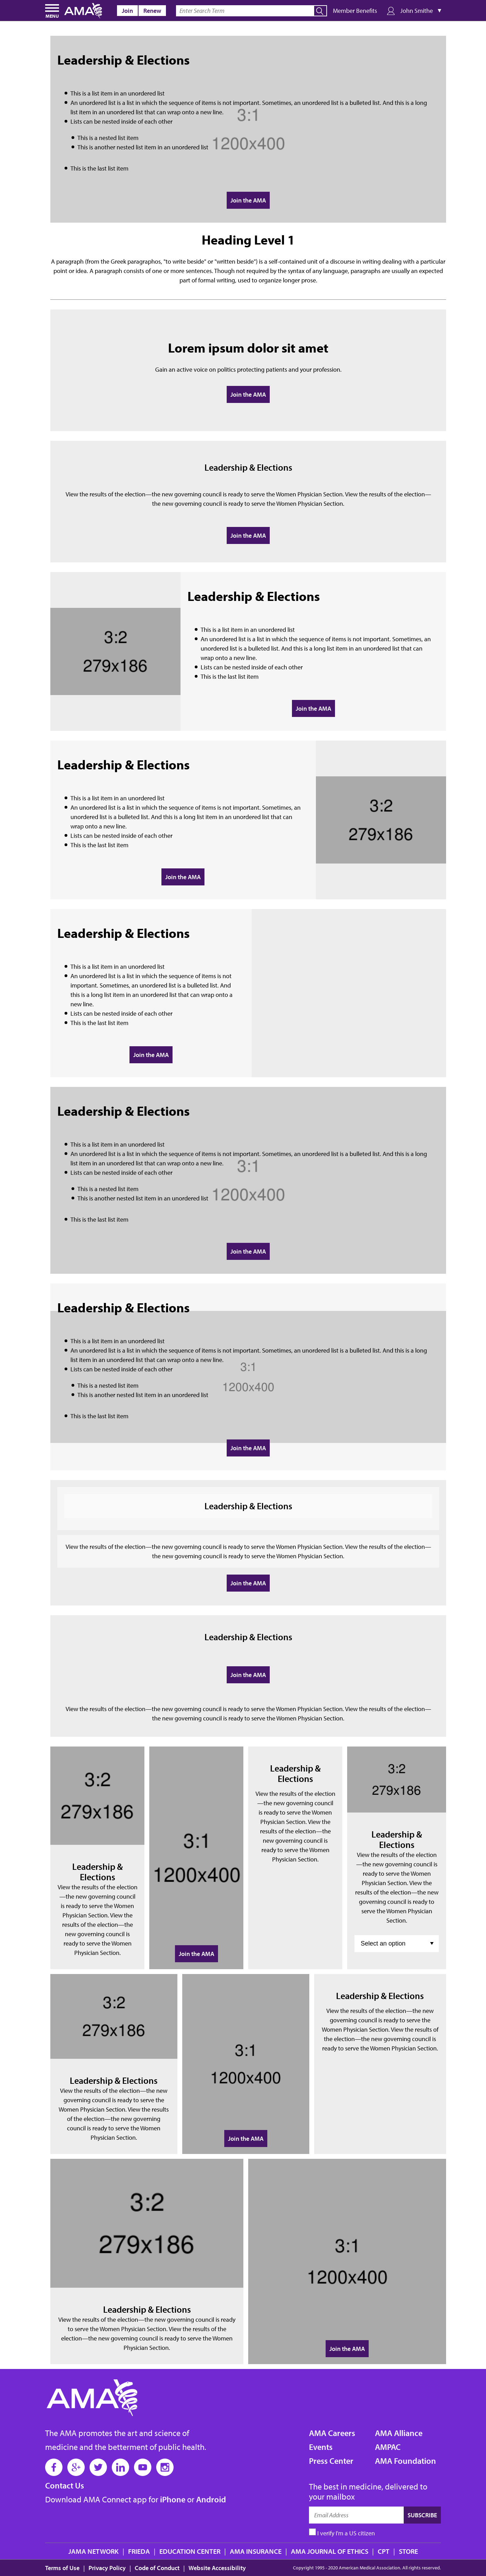 MENU
AMA
Join
Renew
Enter Search Term
Member Benefits
John Smithe
Leadership & Elections
This is a list item in an unordered list
An unordered list is a list in which the sequence of items is not important. Sometimes, an unordered list is a bulleted list. And this is a long
list item in an unordered list that can wrap onto a new line.
3:1
Lists can be nested inside of each other
This is a nested list item
This is another nested list item in an unordered list
1200x400
This is the last list item
Join the AMA
Heading Level 1
A paragraph (from the Greek paragraphos, "to write beside" or "written beside") is a self-contained unit of a discourse in writing dealing with a particular
point or idea. A paragraph consists of one or more sentences. Though not required by the syntax of any language, paragraphs are usually an expected
part of formal writing, used to organize longer prose.
Lorem ipsum dolor sit amet
Gain an active voice on politics protecting patients and your profession.
Join the AMA
Leadership & Elections
View the results of the election—the new governing council is ready to serve the Women Physician Section. View the results of the election—
the new governing council is ready to serve the Women Physician Section.
Join the AMA
3:2
279x186
Leadership & Elections
This is a list item in an unordered list
An unordered list is a list in which the sequence of items is not important. Sometimes, an
unordered list is a bulleted list. And this is a long list item in an unordered list that can
wrap onto a new line.
Lists can be nested inside of each other
This is the last list item
Join the AMA
Leadership & Elections
This is a list item in an unordered list
An unordered list is a list in which the sequence of items is not important. Sometimes, an
unordered list is a bulleted list. And this is a long list item in an unordered list that can
wrap onto a new line.
Lists can be nested inside of each other
This is the last list item
Join the AMA
3:2
279x186
Leadership & Elections
This is a list item in an unordered list
An unordered list is a list in which the sequence of items is not
important. Sometimes, an unordered list is a bulleted list. And
this is a long list item in an unordered list that can wrap onto a
new line.
Lists can be nested inside of each other
This is the last list item
Join the AMA
Leadership & Elections
This is a list item in an unordered list
An unordered list is a list in which the sequence of items is not important. Sometimes, an unordered list is a bulleted list. And this is a long
list item in an unordered list that can wrap onto a new line.
3:1
Lists can be nested inside of each other
This is a nested list item
This is another nested list item in an unordered list
1200x400
This is the last list item
Join the AMA
Leadership & Elections
This is a list item in an unordered list
An unordered list is a list in which the sequence of items is not important. Sometimes, an unordered list is a bulleted list. And this is a long
list item in an unordered list that can wrap onto a new line.
Lists can be nested inside of each other
3:1
This is a nested list item
1200x400
This is another nested list item in an unordered list
This is the last list item
Join the AMA
Leadership & Elections
View the results of the election—the new governing council is ready to serve the Women Physician Section. View the results of the election—
the new governing council is ready to serve the Women Physician Section.
Join the AMA
Leadership & Elections
Join the AMA
View the results of the election—the new governing council is ready to serve the Women Physician Section. View the results of the election—
the new governing council is ready to serve the Women Physician Section.
3:2
279x186
Leadership &
Elections
View the results of the election
—the new governing council
is ready to serve the Women
Physician Section. View the
results of the election—the
new governing council is
ready to serve the Women
Physician Section.
3:1
1200x400
Join the AMA
Leadership &
Elections
View the results of the election
—the new governing council
is ready to serve the Women
Physician Section. View the
results of the election—the
new governing council is
ready to serve the Women
Physician Section.
3:2
279x186
Leadership &
Elections
View the results of the election
—the new governing council is
ready to serve the Women
Physician Section. View the
results of the election—the new
governing council is ready to
serve the Women Physician
Section.
Select an option
3:2
279x186
Leadership & Elections
View the results of the election—the new
governing council is ready to serve the
Women Physician Section. View the results
of the election—the new governing
council is ready to serve the Women
Physician Section.
3:1
1200x400
Join the AMA
Leadership & Elections
View the results of the election—the new
governing council is ready to serve the
Women Physician Section. View the results of
the election—the new governing council is
ready to serve the Women Physician Section.
3:2
279x186
Leadership & Elections
View the results of the election—the new governing council is ready
to serve the Women Physician Section. View the results of the
election—the new governing council is ready to serve the Women
Physician Section.
3:1
1200x400
Join the AMA
AMA
The AMA promotes the art and science of
medicine and the betterment of public health.
Contact Us
Download AMA Connect app for iPhone or Android
AMA Careers
Events
Press Center
AMA Alliance
AMPAC
AMA Foundation
The best in medicine, delivered to
your mailbox
Email Address
SUBSCRIBE
I verify I'm a US citizen
JAMA NETWORK | FRIEDA | EDUCATION CENTER | AMA INSURANCE | AMA JOURNAL OF ETHICS | CPT | STORE
Terms of Use | Privacy Policy | Code of Conduct | Website Accessibility
Copyright 1995 - 2020 American Medical Association. All rights reserved.